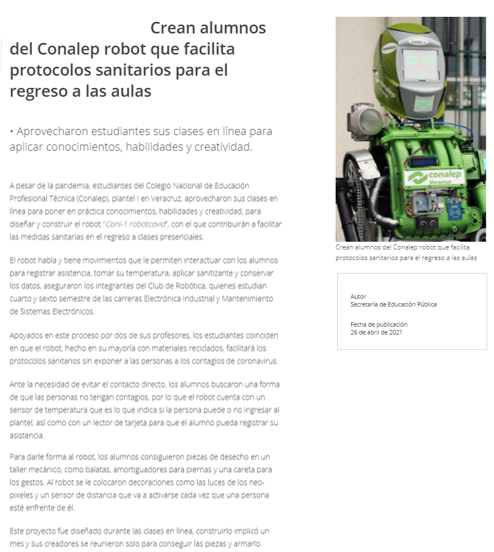 Crean alumnos
del Conalep robot que facilita
protocolos sanitarios para el
regreso a las aulas
• Aprovecharon estudiantes sus clases en línea para
aplicar conocimientos, habilidades y creatividad.
A pesar de la pandemia, estudiantes del Colegio Nacional de Educación
Profesional Técnica (Conalep), plantel I en Veracruz, aprovecharon sus clases en
línea para poner en práctica conocimientos, habilidades y creatividad, para
diseñar y construir el robot "Coni-1 robotcovid", con el que contribuirán a facilitar
las medidas sanitarias en el regreso a clases presenciales.
El robot habla y tiene movimientos que le permiten interactuar con los alumnos
para registrar asistencia, tomar su temperatura, aplicar sanitizante y conservar
los datos, aseguraron los integrantes del Club de Robótica, quienes estudian
cuarto y sexto semestre de las carreras Electrónica Industrial y Mantenimiento
de Sistemas Electrónicos.
Apoyados en este proceso por dos de sus profesores, los estudiantes coinciden
en que el robot, hecho en su mayoría con materiales reciclados, facilitará los
protocolos sanitarios sin exponer a las personas a los contagios de coronavirus.
Ante la necesidad de evitar el contacto directo, los alumnos buscaron una forma
de que las personas no tengan contagios, por lo que el robot cuenta con un
sensor de temperatura que es lo que indica si la persona puede o no ingresar al
plantel, así como con un lector de tarjeta para que el alumno pueda registrar su
asistencia.
Para darle forma al robot, los alumnos consiguieron piezas de desecho en un
taller mecánico, como balatas, amortiguadores para piernas y una careta para
los gestos. Al robot se le colocaron decoraciones como las luces de los neo-
pixeles y un sensor de distancia que va a activarse cada vez que una persona
esté enfrente de él.
Este proyecto fue diseñado durante las clases en línea, construirlo implicó un
mes y sus creadores se reunieron solo para conseguir las piezas y armarlo.
conalep
Veracruz
Crean alumnos del Conalep robot que facilita
protocolos sanitarios para el regreso a las aulas
Autor
Secretaría de Educación Pública
Fecha de publicación
26 de abril de 2021